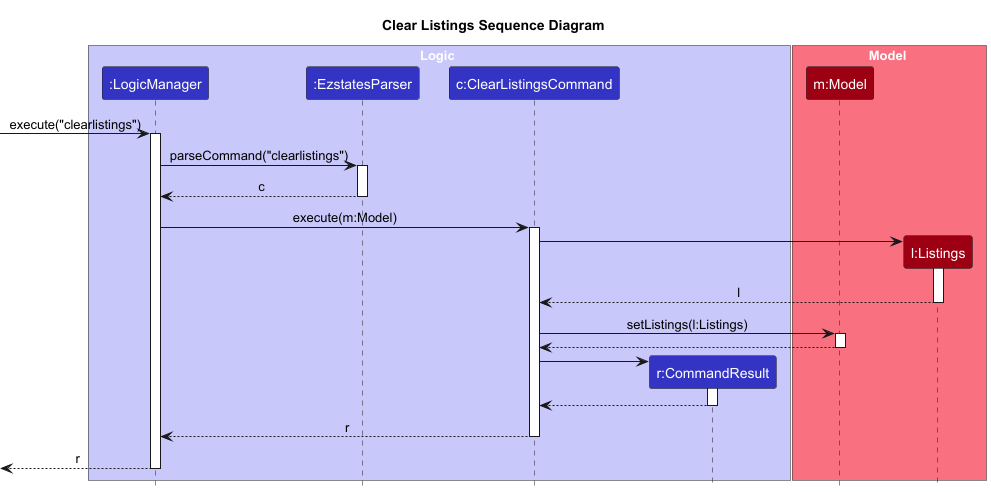 Clear Listings Sequence Diagram
Logic
Model
:LogicManager
:EzstatesParser
c:ClearListingsCommand
m:Model
execute("clearlistings")
parseCommand("clearlistings")
c
execute(m:Model)
l:Listings
l
setListings(l:Listings)
r:CommandResult
r
r